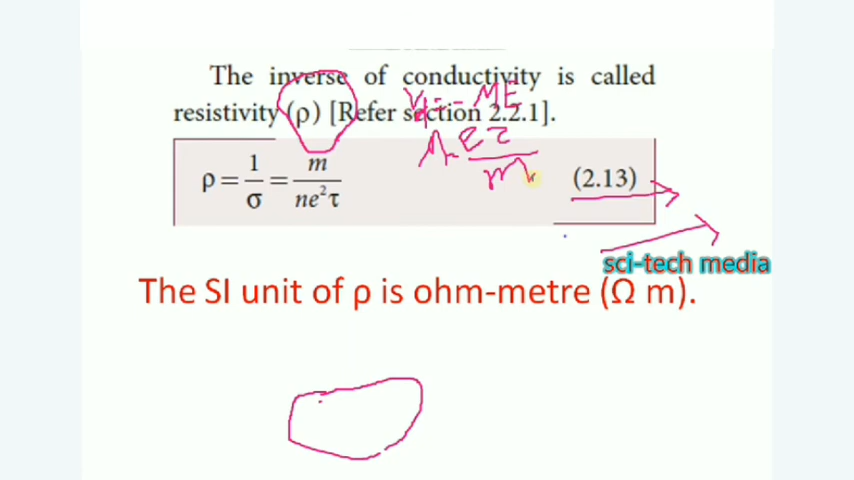 The inverse of conductivity is called
resistivity (ρ) [Refer section 2.2.1].
ρ = 1/σ = m/ne²τ (2.13)
sci-tech media
The SI unit of ρ is ohm-metre (Ω m).